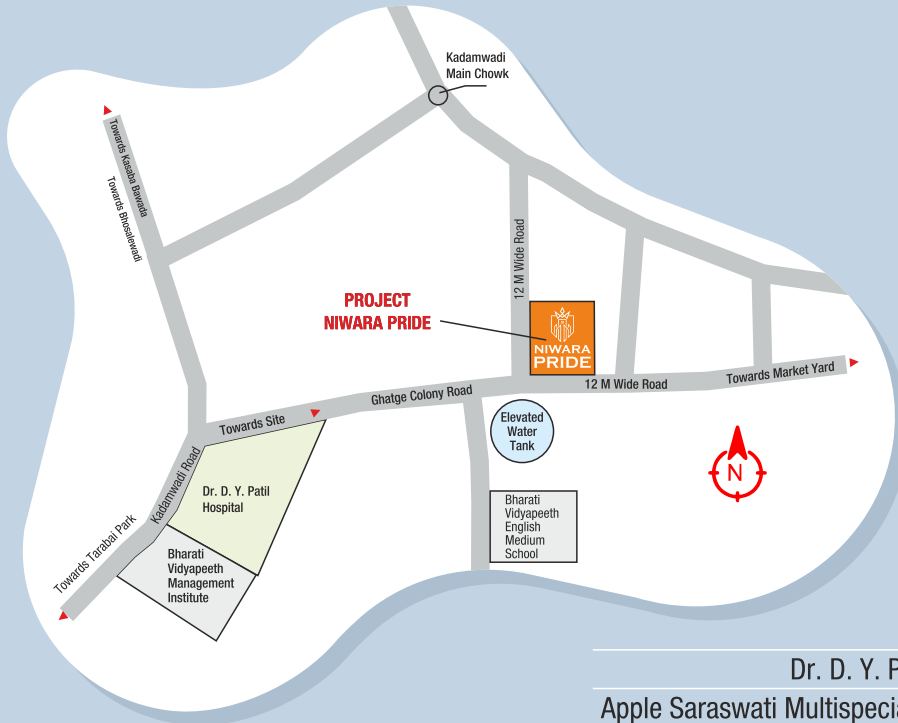 Kadamwadi
Main Chowk
Towards Kasaba Bawada
Towards Bhosalewadi
12 M Wide Road
PROJECT
NIWARA PRIDE
NIWARA
PRIDE
12 M Wide Road
Towards Market Yard
Ghatge Colony Road
Towards Site
Elevated
Water
Tank
Kadamwadi Road
Dr. D. Y. Patil
Hospital
N
Bharati
Vidyapeeth
English
Medium
School
Towards Tarabai Park
Bharati
Vidyapeeth
Management
Institute
Dr. D. Y. P
Apple Saraswati Multispecia